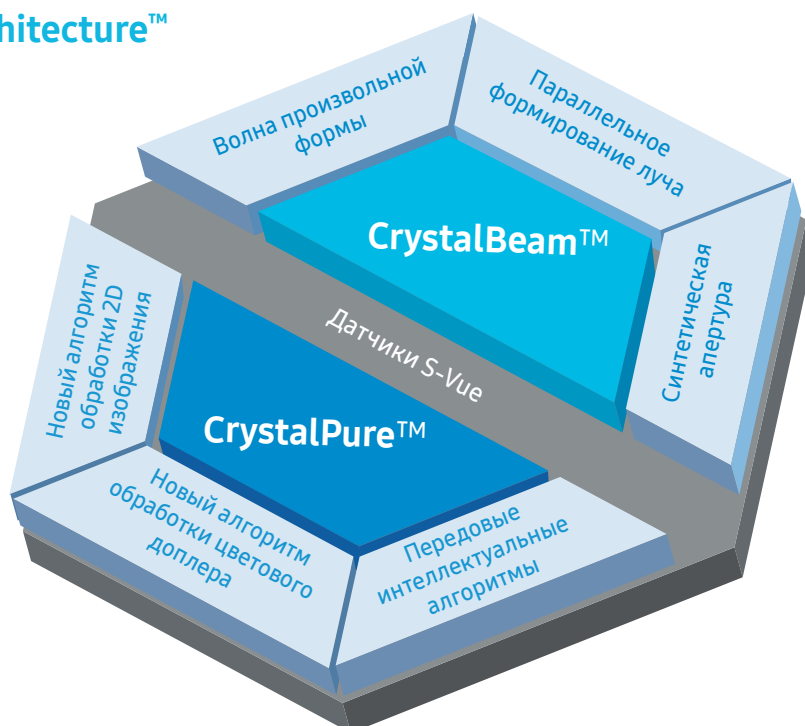 hitecture™
Волна произвольной
формы
Параллельное
формирование луча
CrystalBeam™
Синтетическая
апертура
Датчики S-Vue
Новый алгоритм
обработки 2D
изображения
CrystalPure™
Новый алгоритм
обработки цветового
доплера
Передовые
интеллектуальные
алгоритмы